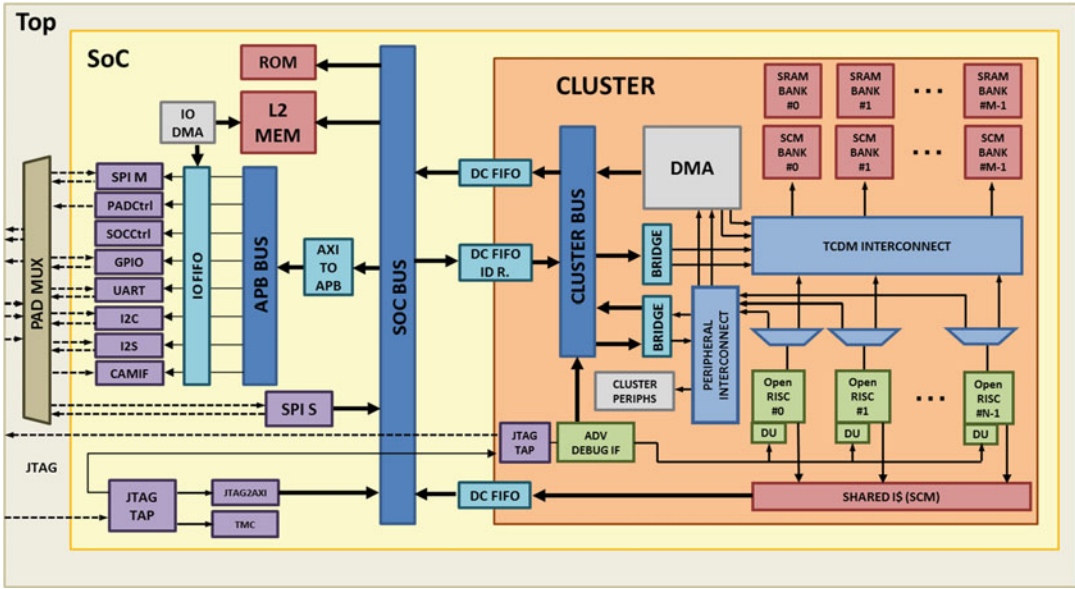 Top
SoC
ROM
L2
MEM
IO
DMA
PAD MUX
SPI M
PADCtrl
SOCCtrl
GPIO
UART
I2C
I2S
CAMIF
IO FIFO
APB BUS
AXI
TO
APB
SOC BUS
SPI S
JTAG
JTAG
TAP
JTAG2AXI
TMC
DC FIFO
DC FIFO
ID R.
DC FIFO
CLUSTER
CLUSTER BUS
DMA
BRIDGE
BRIDGE
PERIPHERAL
INTERCONNECT
CLUSTER
PERIPHS
JTAG
TAP
ADV
DEBUG IF
SRAM
BANK
#0
SRAM
BANK
#1
...
SRAM
BANK
#M-1
SCM
BANK
#0
SCM
BANK
#1
...
SCM
BANK
#M-1
TCDM INTERCONNECT
Open
RISC
#0
DU
Open
RISC
#1
DU
...
Open
RISC
#N-1
DU
SHARED I$ (SCM)